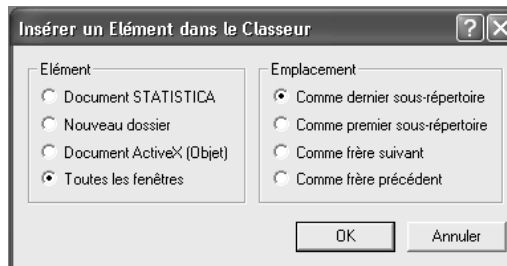 Insérer un Elément dans le Classeur
Elément
Document STATISTICA
Nouveau dossier
Document ActiveX (Objet)
Toutes les fenêtres
Emplacement
Comme dernier sous-répertoire
Comme premier sous-répertoire
Comme frère suivant
Comme frère précédent
OK
Annuler